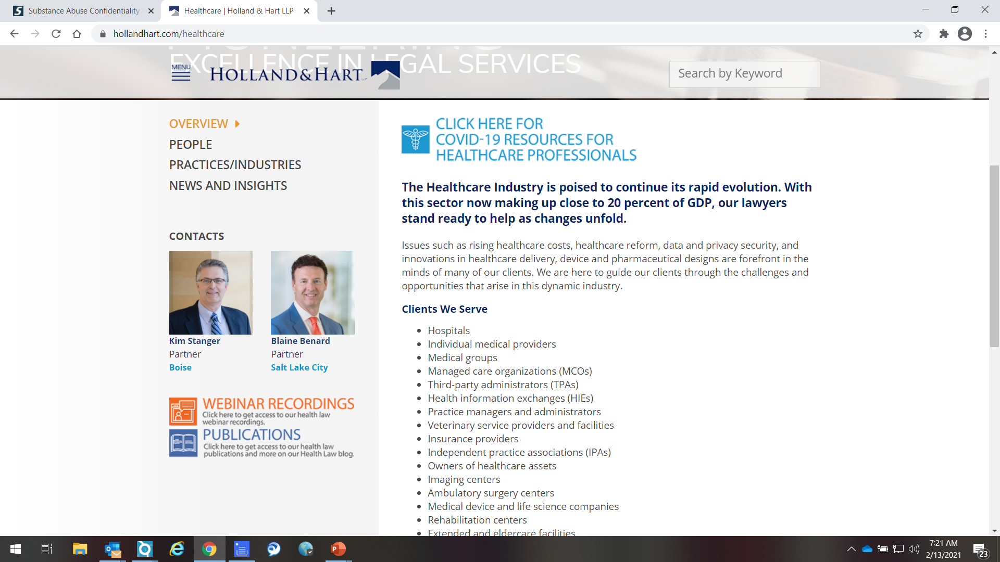 Substance Abuse Confidentiality
Healthcare | Holland & Hart LLP
hollandhart.com/healthcare
EXCELLENCE IN LEGAL SERVICES
MENU
HOLLAND&HART
Search by Keyword
OVERVIEW
PEOPLE
PRACTICES/INDUSTRIES
NEWS AND INSIGHTS
CONTACTS
Kim Stanger
Partner
Boise
Blaine Benard
Partner
Salt Lake City
WEBINAR RECORDINGS
Click here to get access to our health law
webinar recordings.
PUBLICATIONS
Click here to get access to our health law
publications and more on our Health Law blog.
CLICK HERE FOR
COVID-19 RESOURCES FOR
HEALTHCARE PROFESSIONALS
The Healthcare Industry is poised to continue its rapid evolution. With
this sector now making up close to 20 percent of GDP, our lawyers
stand ready to help as changes unfold.
Issues such as rising healthcare costs, healthcare reform, data and privacy security, and
innovations in healthcare delivery, device and pharmaceutical designs are forefront in the
minds of many of our clients. We are here to guide our clients through the challenges and
opportunities that arise in this dynamic industry.
Clients We Serve
• Hospitals
• Individual medical providers
• Medical groups
• Managed care organizations (MCOs)
• Third-party administrators (TPAs)
• Health information exchanges (HIEs)
• Practice managers and administrators
• Veterinary service providers and facilities
• Insurance providers
• Independent practice associations (IPAs)
• Owners of healthcare assets
• Imaging centers
• Ambulatory surgery centers
• Medical device and life science companies
• Rehabilitation centers
• Extended and eldercare facilities
7:21 AM
2/13/2021
23